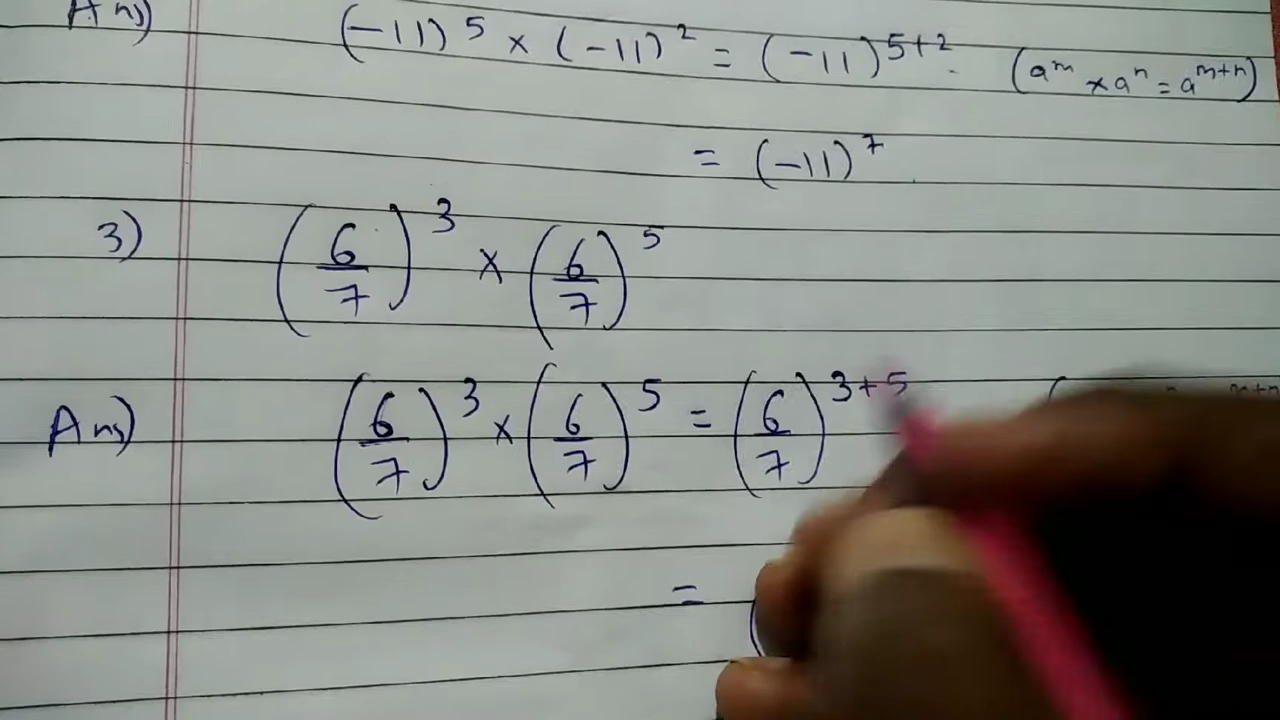 Ans) (-11)^5 × (-11)^2 = (-11)^{5+2} (a^m × a^n = a^{m+n})
= (-11)^7
3) (6/7)^3 × (6/7)^5
Ans) (6/7)^3 × (6/7)^5 = (6/7)^{3+5}
=